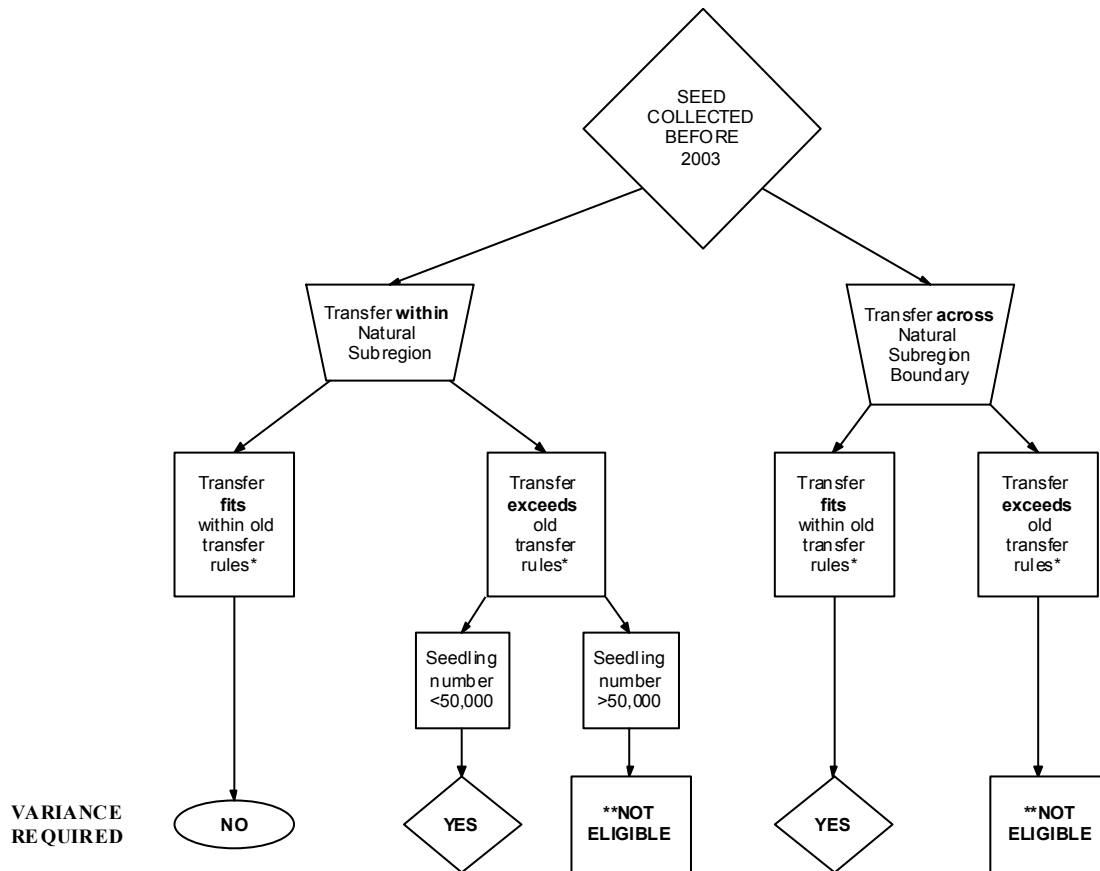 SEED
COLLECTED
BEFORE
2003
Transfer within
Natural
Subregion
Transfer across
Natural
Subregion
Boundary
Transfer
fits
within old
transfer
rules*
Transfer
exceeds
old
transfer
rules*
Transfer
fits
within old
transfer
rules*
Transfer
exceeds
old
transfer
rules*
Seedling
number
<50,000
Seedling
number
>50,000
VARIANCE
REQUIRED
NO
YES
**NOT
ELIGIBLE
YES
**NOT
ELIGIBLE